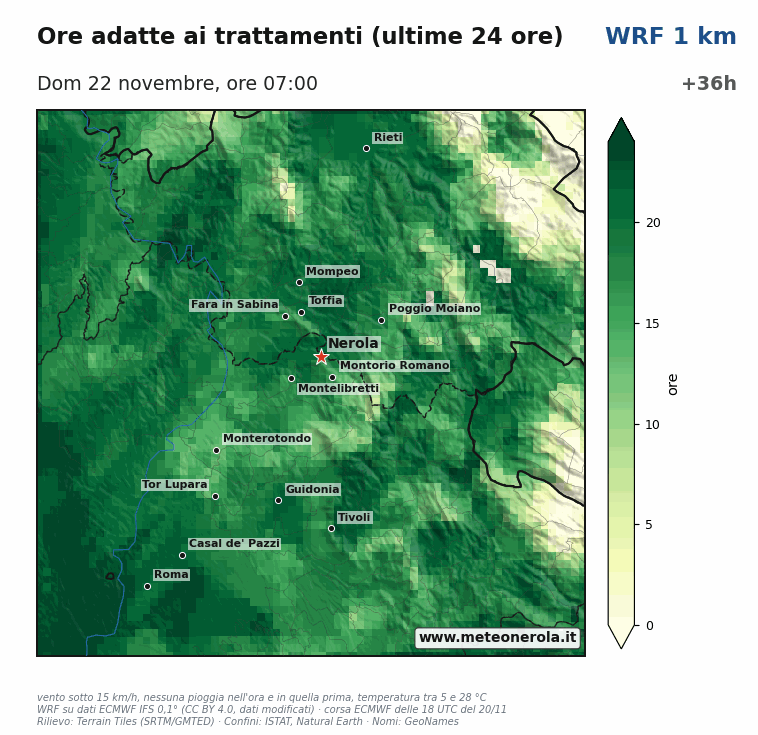 Ore adatte ai trattamenti (ultime 24 ore)
WRF 1 km
Dom 22 novembre, ore 07:00
+36h
Rieti
Mompeo
Toffia
Fara in Sabina
Poggio Moiano
Nerola
Montorio Romano
Montelibretti
Monterotondo
Tor Lupara
Guidonia
Tivoli
Casal de' Pazzi
Roma
www.meteonerola.it
20
15
10
5
0
ore
vento sotto 15 km/h, nessuna pioggia nell'ora e in quella prima, temperatura tra 5 e 28 °C
WRF su dati ECMWF IFS 0,1° (CC BY 4.0, dati modificati) · corsa ECMWF delle 18 UTC del 20/11
Rilievo: Terrain Tiles (SRTM/GMTED) · Confini: ISTAT, Natural Earth · Nomi: GeoNames